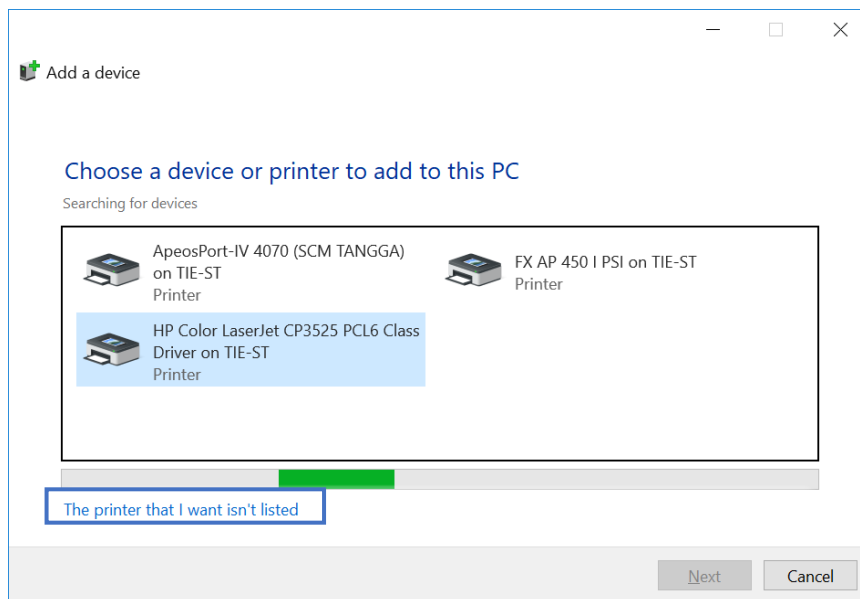 Add a device
Choose a device or printer to add to this PC
Searching for devices
ApeosPort-IV 4070 (SCM TANGGA)
on TIE-ST
Printer
FX AP 450 I PSI on TIE-ST
Printer
HP Color LaserJet CP3525 PCL6 Class
Driver on TIE-ST
Printer
The printer that I want isn't listed
Next
Cancel